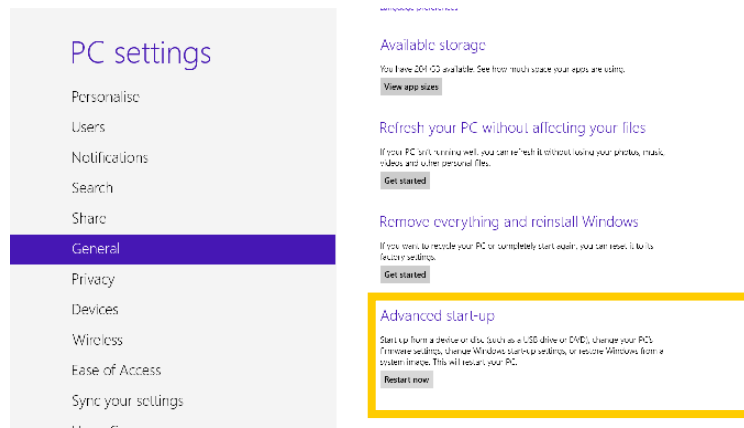 PC settings
Personalise
Users
Notifications
Search
Share
General
Privacy
Devices
Wireless
Ease of Access
Sync your settings
Language preferences
Available storage
You have 204 GB available. See how much space your apps are using.
View app sizes
Refresh your PC without affecting your files
If your PC isn't running well, you can refresh it without losing your photos, music,
videos and other personal files.
Get started
Remove everything and reinstall Windows
If you want to recycle your PC or completely start again, you can reset it to its
factory settings.
Get started
Advanced start-up
Start up from a device or disc (such as a USB drive or DVD), change your PC's
firmware settings, change Windows start-up settings, or restore Windows from a
system image. This will restart your PC.
Restart now